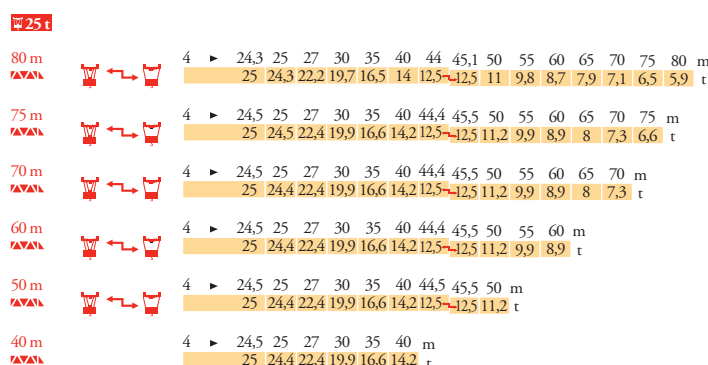 25 t
80 m 4 ► 24,3 25 27 30 35 40 44 45,1 50 55 60 65 70 75 80 m
25 24,3 22,2 19,7 16,5 14 12,5 12,5 11 9,8 8,7 7,9 7,1 6,5 5,9 t
75 m 4 ► 24,5 25 27 30 35 40 44,4 45,5 50 55 60 65 70 75 m
25 24,5 22,4 19,9 16,6 14,2 12,5 12,5 11,2 9,9 8,9 8 7,3 6,6 t
70 m 4 ► 24,5 25 27 30 35 40 44,4 45,5 50 55 60 65 70 m
25 24,4 22,4 19,9 16,6 14,2 12,5 12,5 11,2 9,9 8,9 8 7,3 t
60 m 4 ► 24,5 25 27 30 35 40 44,4 45,5 50 55 60 m
25 24,4 22,4 19,9 16,6 14,2 12,5 12,5 11,2 9,9 8,9 t
50 m 4 ► 24,5 25 27 30 35 40 44,5 45,5 50 m
25 24,4 22,4 19,9 16,6 14,2 12,5 12,5 11,2 t
40 m 4 ► 24,5 25 27 30 35 40 m
25 24,4 22,4 19,9 16,6 14,2 t